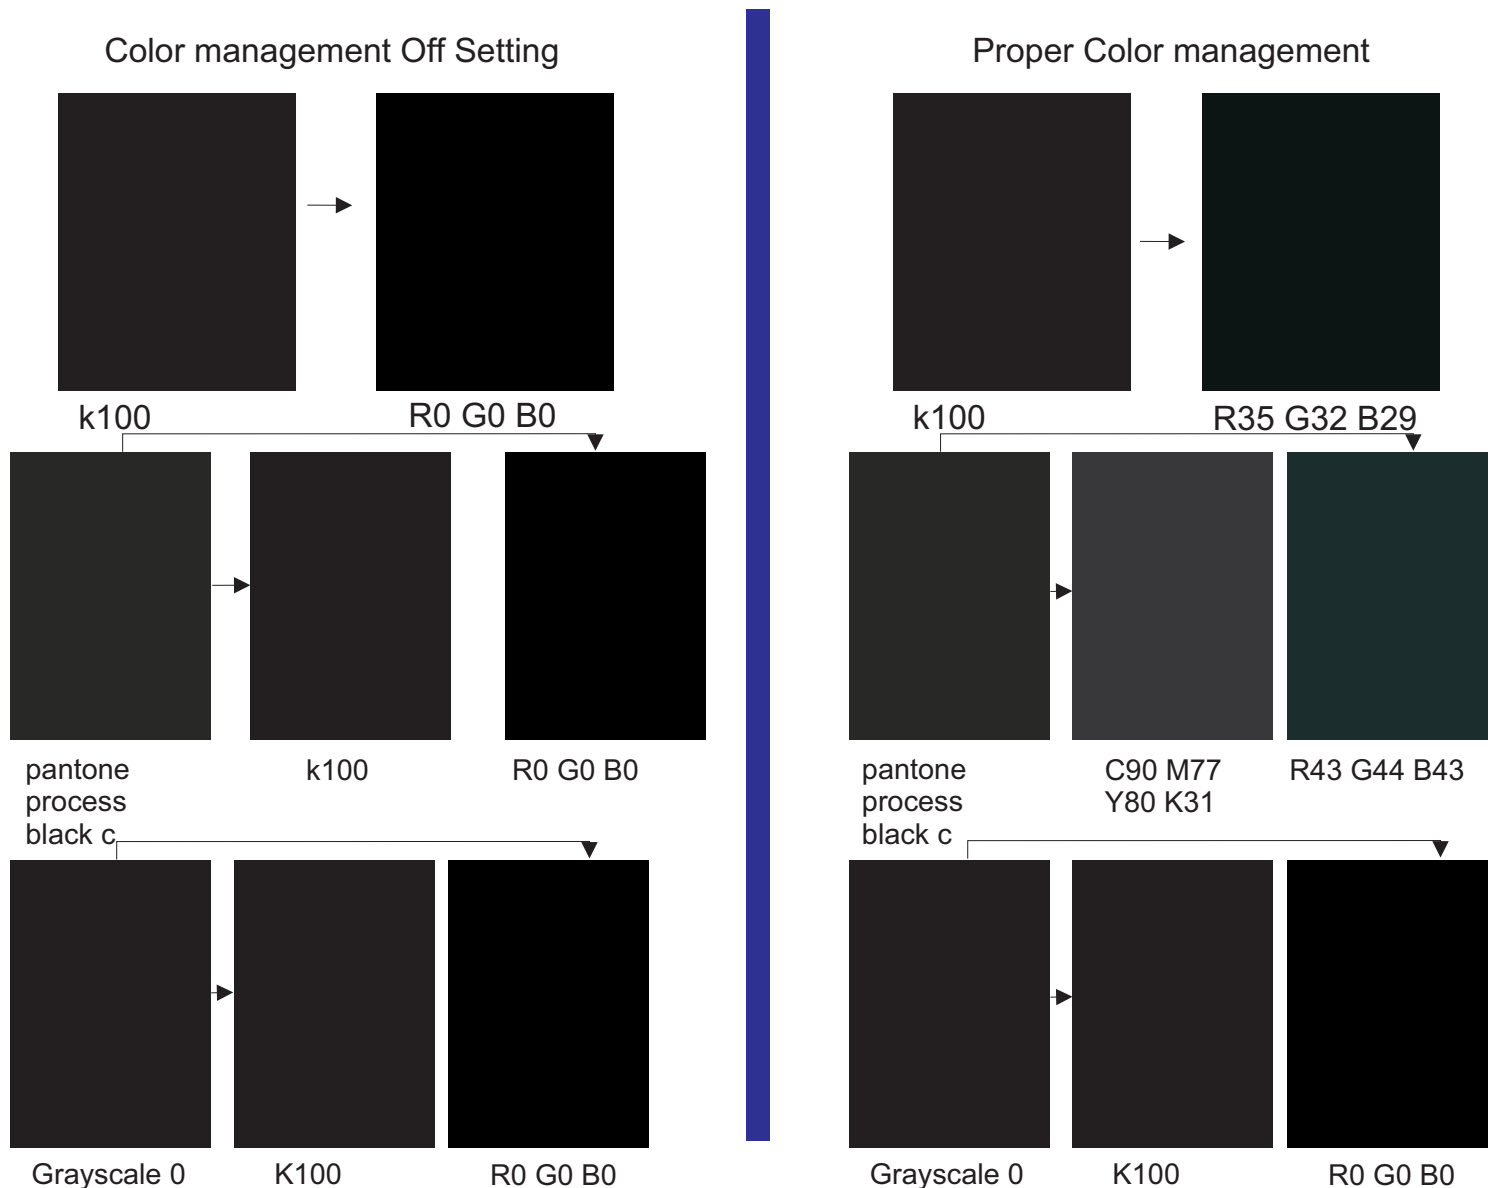 Color management Off Setting
k100
R0 G0 B0
pantone
process
black c
k100
R0 G0 B0
Grayscale 0
K100
R0 G0 B0
Proper Color management
k100
R35 G32 B29
pantone
process
black c
C90 M77
Y80 K31
R43 G44 B43
Grayscale 0
K100
R0 G0 B0